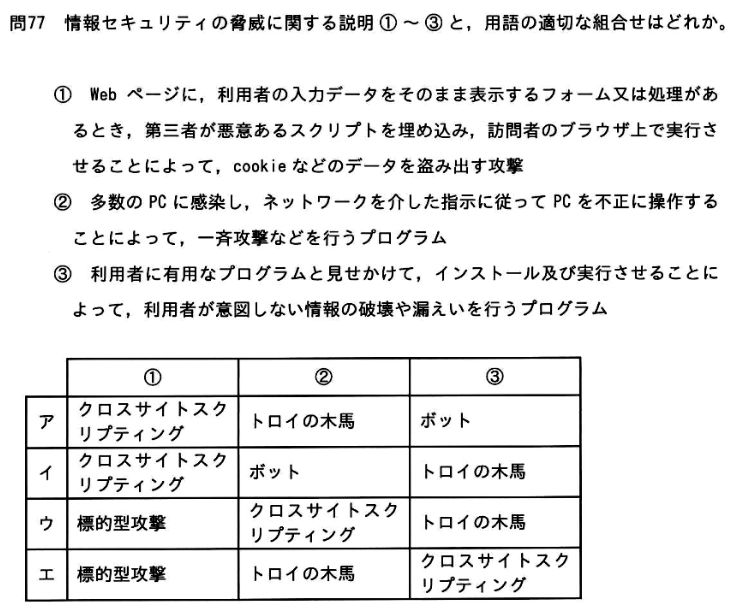 問77 情報セキュリティの脅威に関する説明①～③と，用語の適切な組合せはどれか。
① Web ページに，利用者の入力データをそのまま表示するフォーム又は処理があ
るとき，第三者が悪意あるスクリプトを埋め込み，訪問者のブラウザ上で実行さ
せることによって，cookie などのデータを盗み出す攻撃
② 多数の PC に感染し，ネットワークを介した指示に従って PC を不正に操作する
ことによって，一斉攻撃などを行うプログラム
③ 利用者に有用なプログラムと見せかけて，インストール及び実行させることに
よって，利用者が意図しない情報の破壊や漏えいを行うプログラム
① ② ③
ア クロスサイトスク
リプティング トロイの木馬 ボット
イ クロスサイトスク
リプティング ボット トロイの木馬
ウ 標的型攻撃 クロスサイトスク
リプティング トロイの木馬
エ 標的型攻撃 トロイの木馬 クロスサイトスク
リプティング